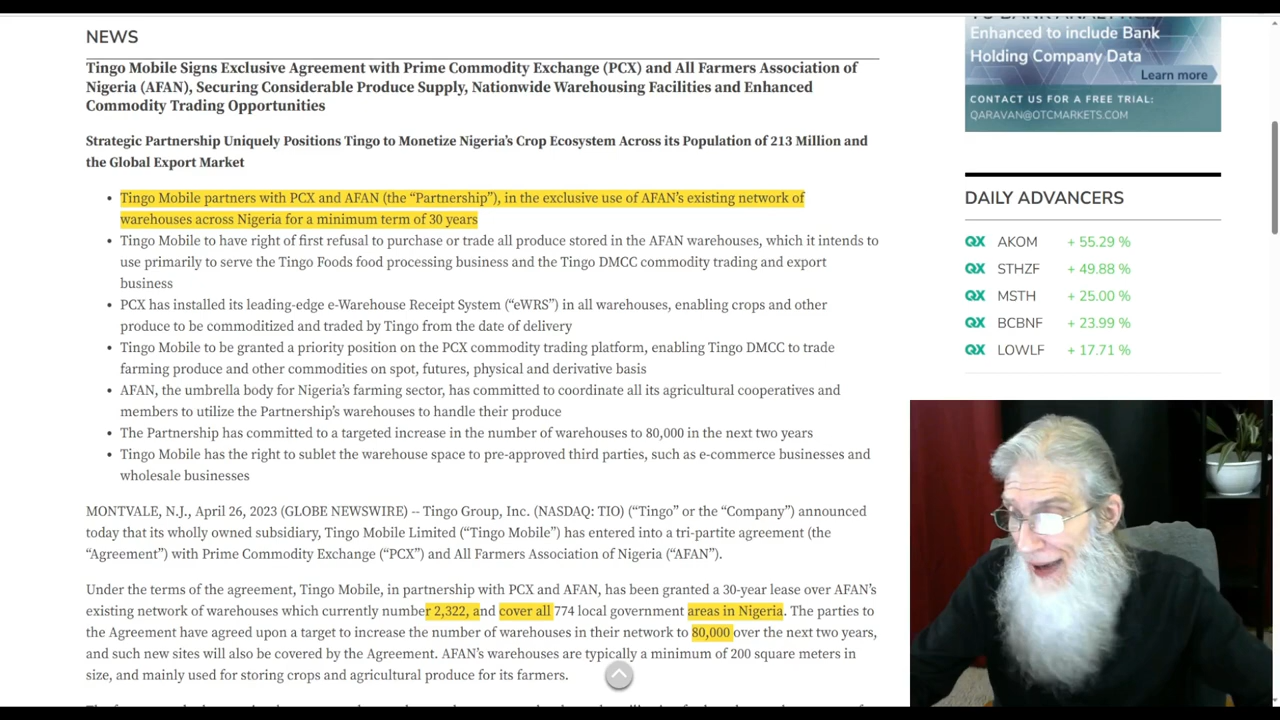 NEWS
Tingo Mobile Signs Exclusive Agreement with Prime Commodity Exchange (PCX) and All Farmers Association of
Nigeria (AFAN), Securing Considerable Produce Supply, Nationwide Warehousing Facilities and Enhanced
Commodity Trading Opportunities
Strategic Partnership Uniquely Positions Tingo to Monetize Nigeria's Crop Ecosystem Across its Population of 213 Million and
the Global Export Market
• Tingo Mobile partners with PCX and AFAN (the “Partnership”), in the exclusive use of AFAN's existing network of
warehouses across Nigeria for a minimum term of 30 years
• Tingo Mobile to have right of first refusal to purchase or trade all produce stored in the AFAN warehouses, which it intends to
use primarily to serve the Tingo Foods food processing business and the Tingo DMCC commodity trading and export
business
• PCX has installed its leading-edge e-Warehouse Receipt System (“eWRS”) in all warehouses, enabling crops and other
produce to be commoditized and traded by Tingo from the date of delivery
• Tingo Mobile to be granted a priority position on the PCX commodity trading platform, enabling Tingo DMCC to trade
farming produce and other commodities on spot, futures, physical and derivative basis
• AFAN, the umbrella body for Nigeria's farming sector, has committed to coordinate all its agricultural cooperatives and
members to utilize the Partnership's warehouses to handle their produce
• The Partnership has committed to a targeted increase in the number of warehouses to 80,000 in the next two years
• Tingo Mobile has the right to sublet the warehouse space to pre-approved third parties, such as e-commerce businesses and
wholesale businesses
MONTVALE, N.J., April 26, 2023 (GLOBE NEWSWIRE) -- Tingo Group, Inc. (NASDAQ: TIO) (“Tingo” or the “Company”) announced
today that its wholly owned subsidiary, Tingo Mobile Limited (“Tingo Mobile”) has entered into a tri-partite agreement (the
“Agreement”) with Prime Commodity Exchange (“PCX”) and All Farmers Association of Nigeria (“AFAN”).
Under the terms of the agreement, Tingo Mobile, in partnership with PCX and AFAN, has been granted a 30-year lease over AFAN's
existing network of warehouses which currently number 2,322, and cover all 774 local government areas in Nigeria. The parties to
the Agreement have agreed upon a target to increase the number of warehouses in their network to 80,000 over the next two years,
and such new sites will also be covered by the Agreement. AFAN's warehouses are typically a minimum of 200 square meters in
size, and mainly used for storing crops and agricultural produce for its farmers.
Enhanced to include Bank
Holding Company Data
Learn more
CONTACT US FOR A FREE TRIAL:
QARAVAN@OTCMARKETS.COM
DAILY ADVANCERS
QX AKOM + 55.29 %
QX STHZF + 49.88 %
QX MSTH + 25.00 %
QX BCBNF + 23.99 %
QX LOWLF + 17.71 %